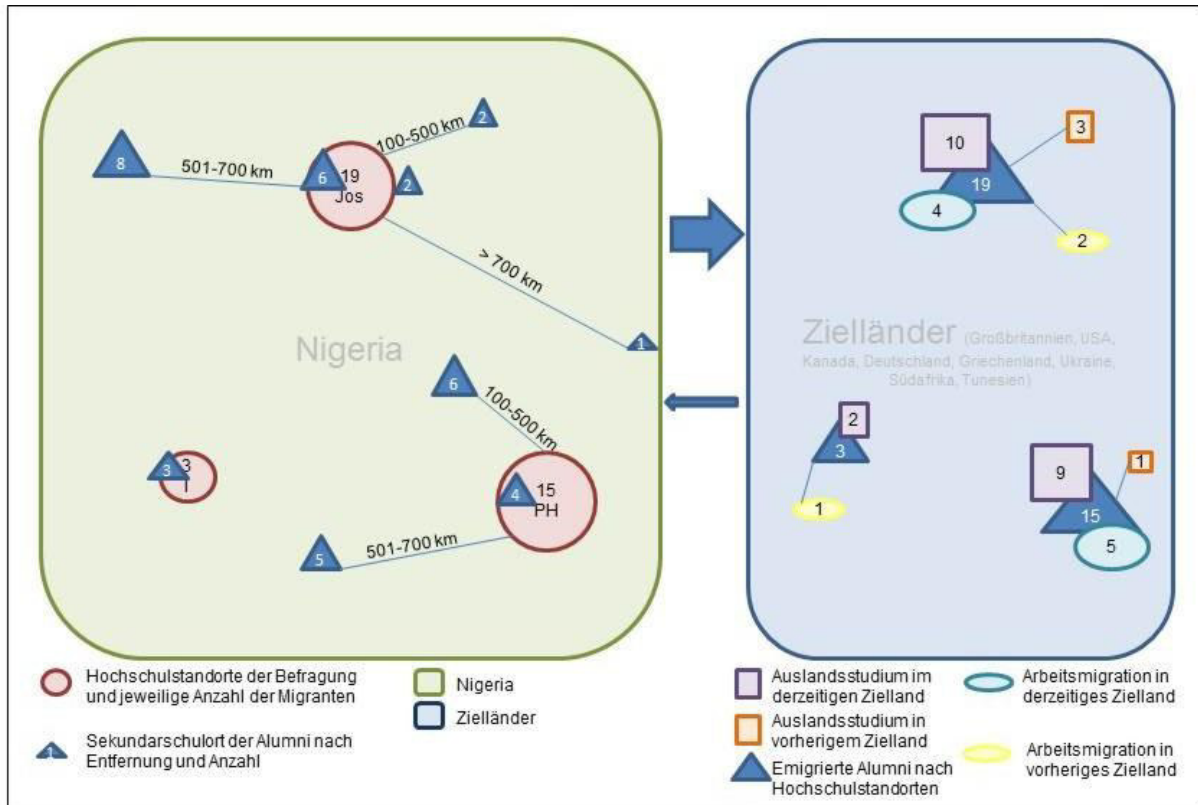 8
501-700 km
6
19
Jos
100-500 km
2
2
> 700 km
1
Nigeria
6
100-500 km
3
3
I
4
15
PH
5
501-700 km
10
19
4
3
2
Zielländer (Großbritannien, USA,
Kanada, Deutschland, Griechenland, Ukraine,
Südafrika, Tunesien)
2
3
1
9
15
5
1
Hochschulstandorte der Befragung
und jeweilige Anzahl der Migranten
1
Sekundarschulort der Alumni nach
Entfernung und Anzahl
Nigeria
Zielländer
Auslandsstudium im
derzeitigen Zielland
Auslandsstudium in
vorherigem Zielland
Emigrierte Alumni nach
Hochschulstandorten
Arbeitsmigration in
derzeitiges Zielland
Arbeitsmigration in
vorheriges Zielland